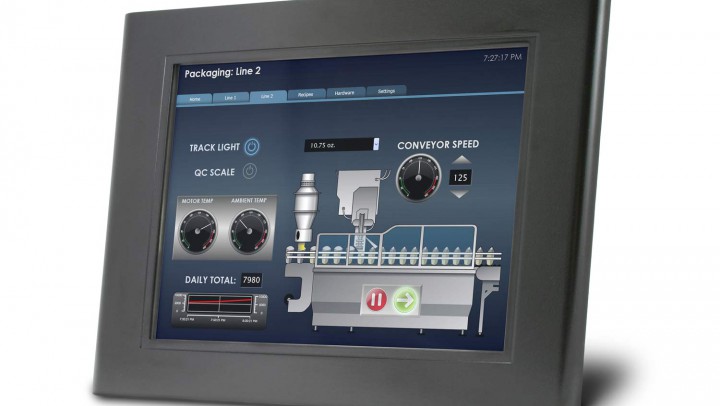 Packaging: Line 2
7:27:17 PM
Home Line 1 Line 2 Recipes Hardware Settings
TRACK LIGHT
10.75 oz.
CONVEYOR SPEED
QC SCALE
125
MOTOR TEMP AMBIENT TEMP
DAILY TOTAL: 7980